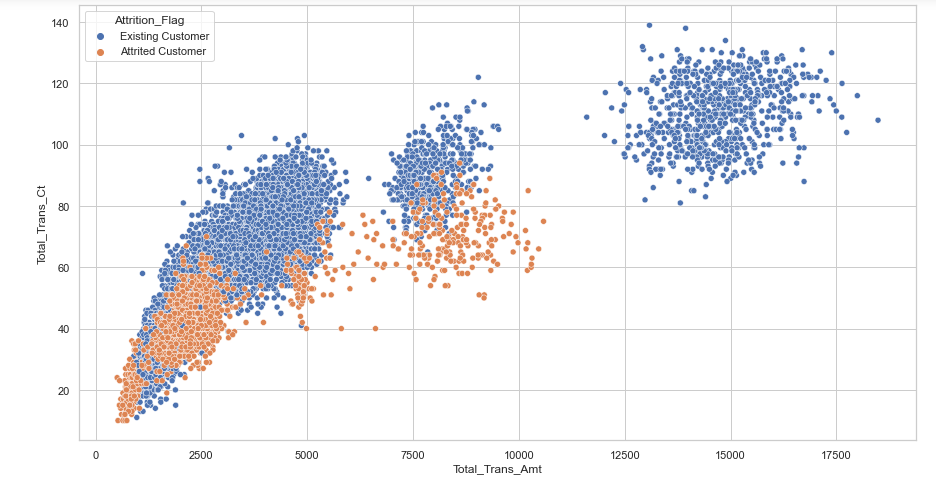 Attrition_Flag
Existing Customer
Attrited Customer
140
120
100
80
60
40
20
Total_Trans_Ct
0 2500 5000 7500 10000 12500 15000 17500
Total_Trans_Amt